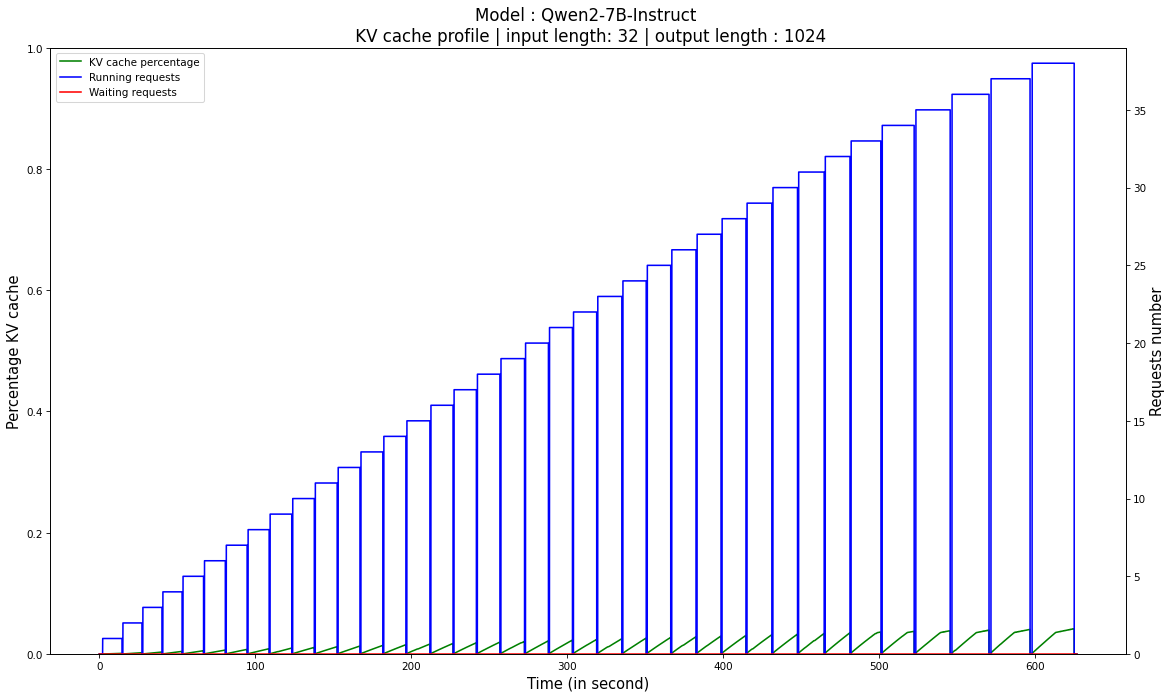 Model : Qwen2-7B-Instruct
KV cache profile | input length: 32 | output length : 1024
KV cache percentage
Running requests
Waiting requests
Percentage KV cache
1.0
0.8
0.6
0.4
0.2
0.0
0
100
200
300
400
500
600
Time (in second)
35
30
25
20
15
10
5
0
Requests number